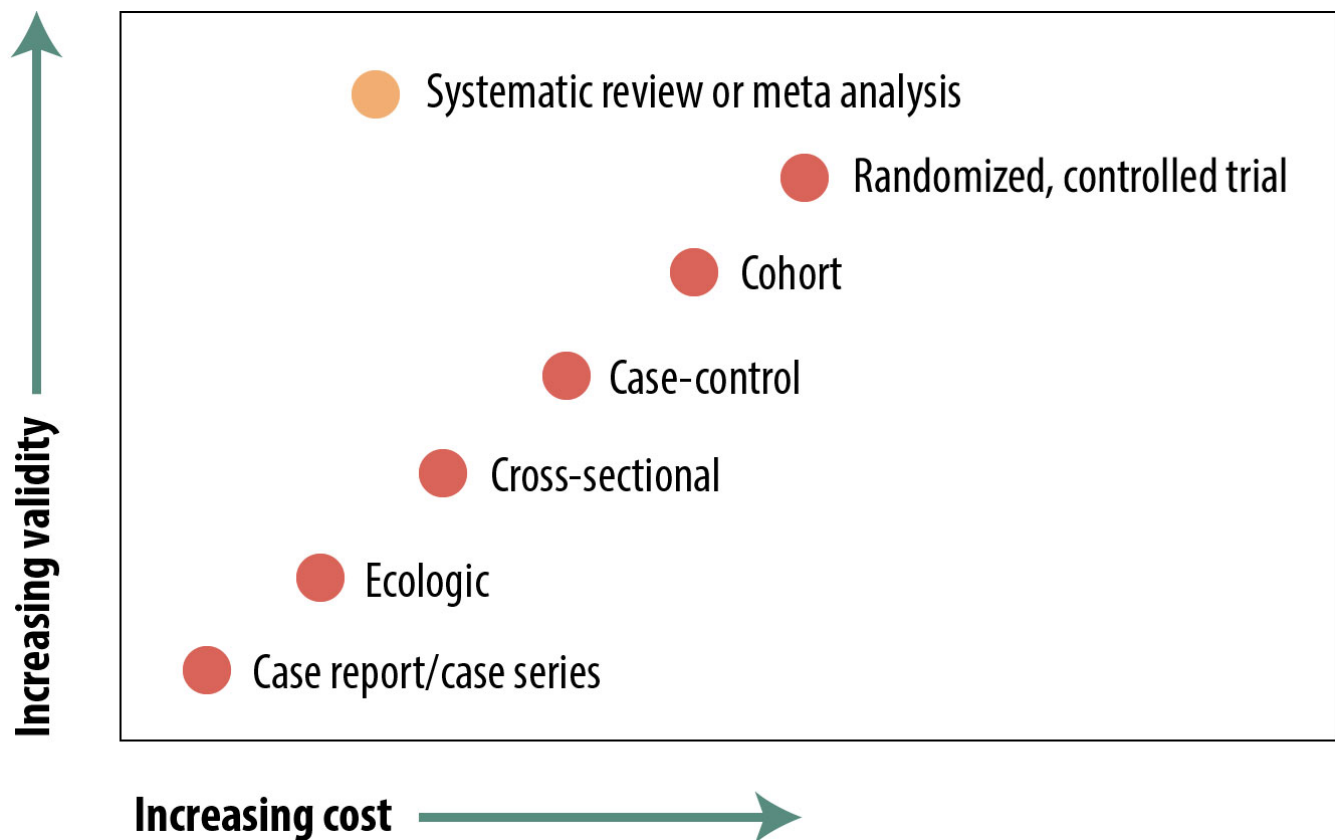 Systematic review or meta analysis
Randomized, controlled trial
Cohort
Case-control
Cross-sectional
Ecologic
Case report/case series
Increasing validity
Increasing cost